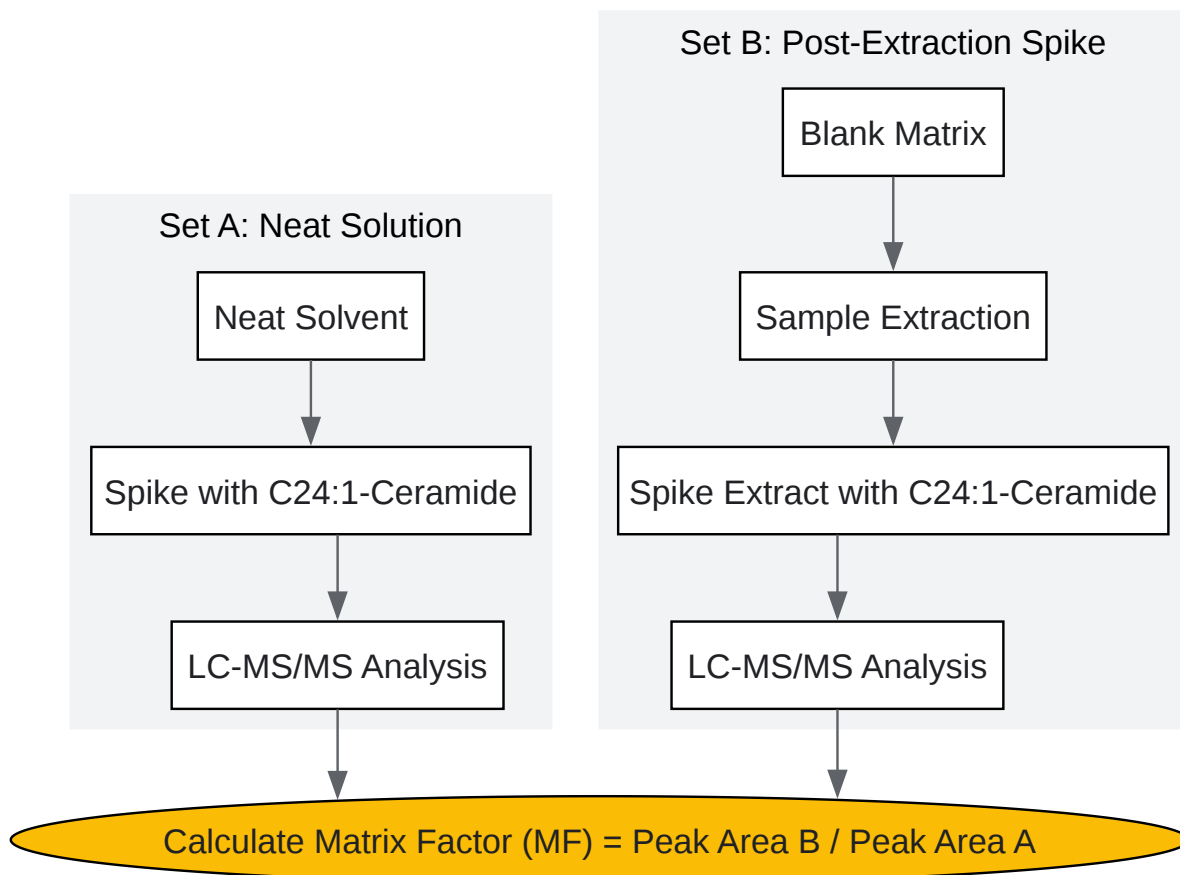 Set A: Neat Solution
Neat Solvent
Spike with C24:1-Ceramide
LC-MS/MS Analysis
Set B: Post-Extraction Spike
Blank Matrix
Sample Extraction
Spike Extract with C24:1-Ceramide
LC-MS/MS Analysis
Calculate Matrix Factor (MF) = Peak Area B / Peak Area A